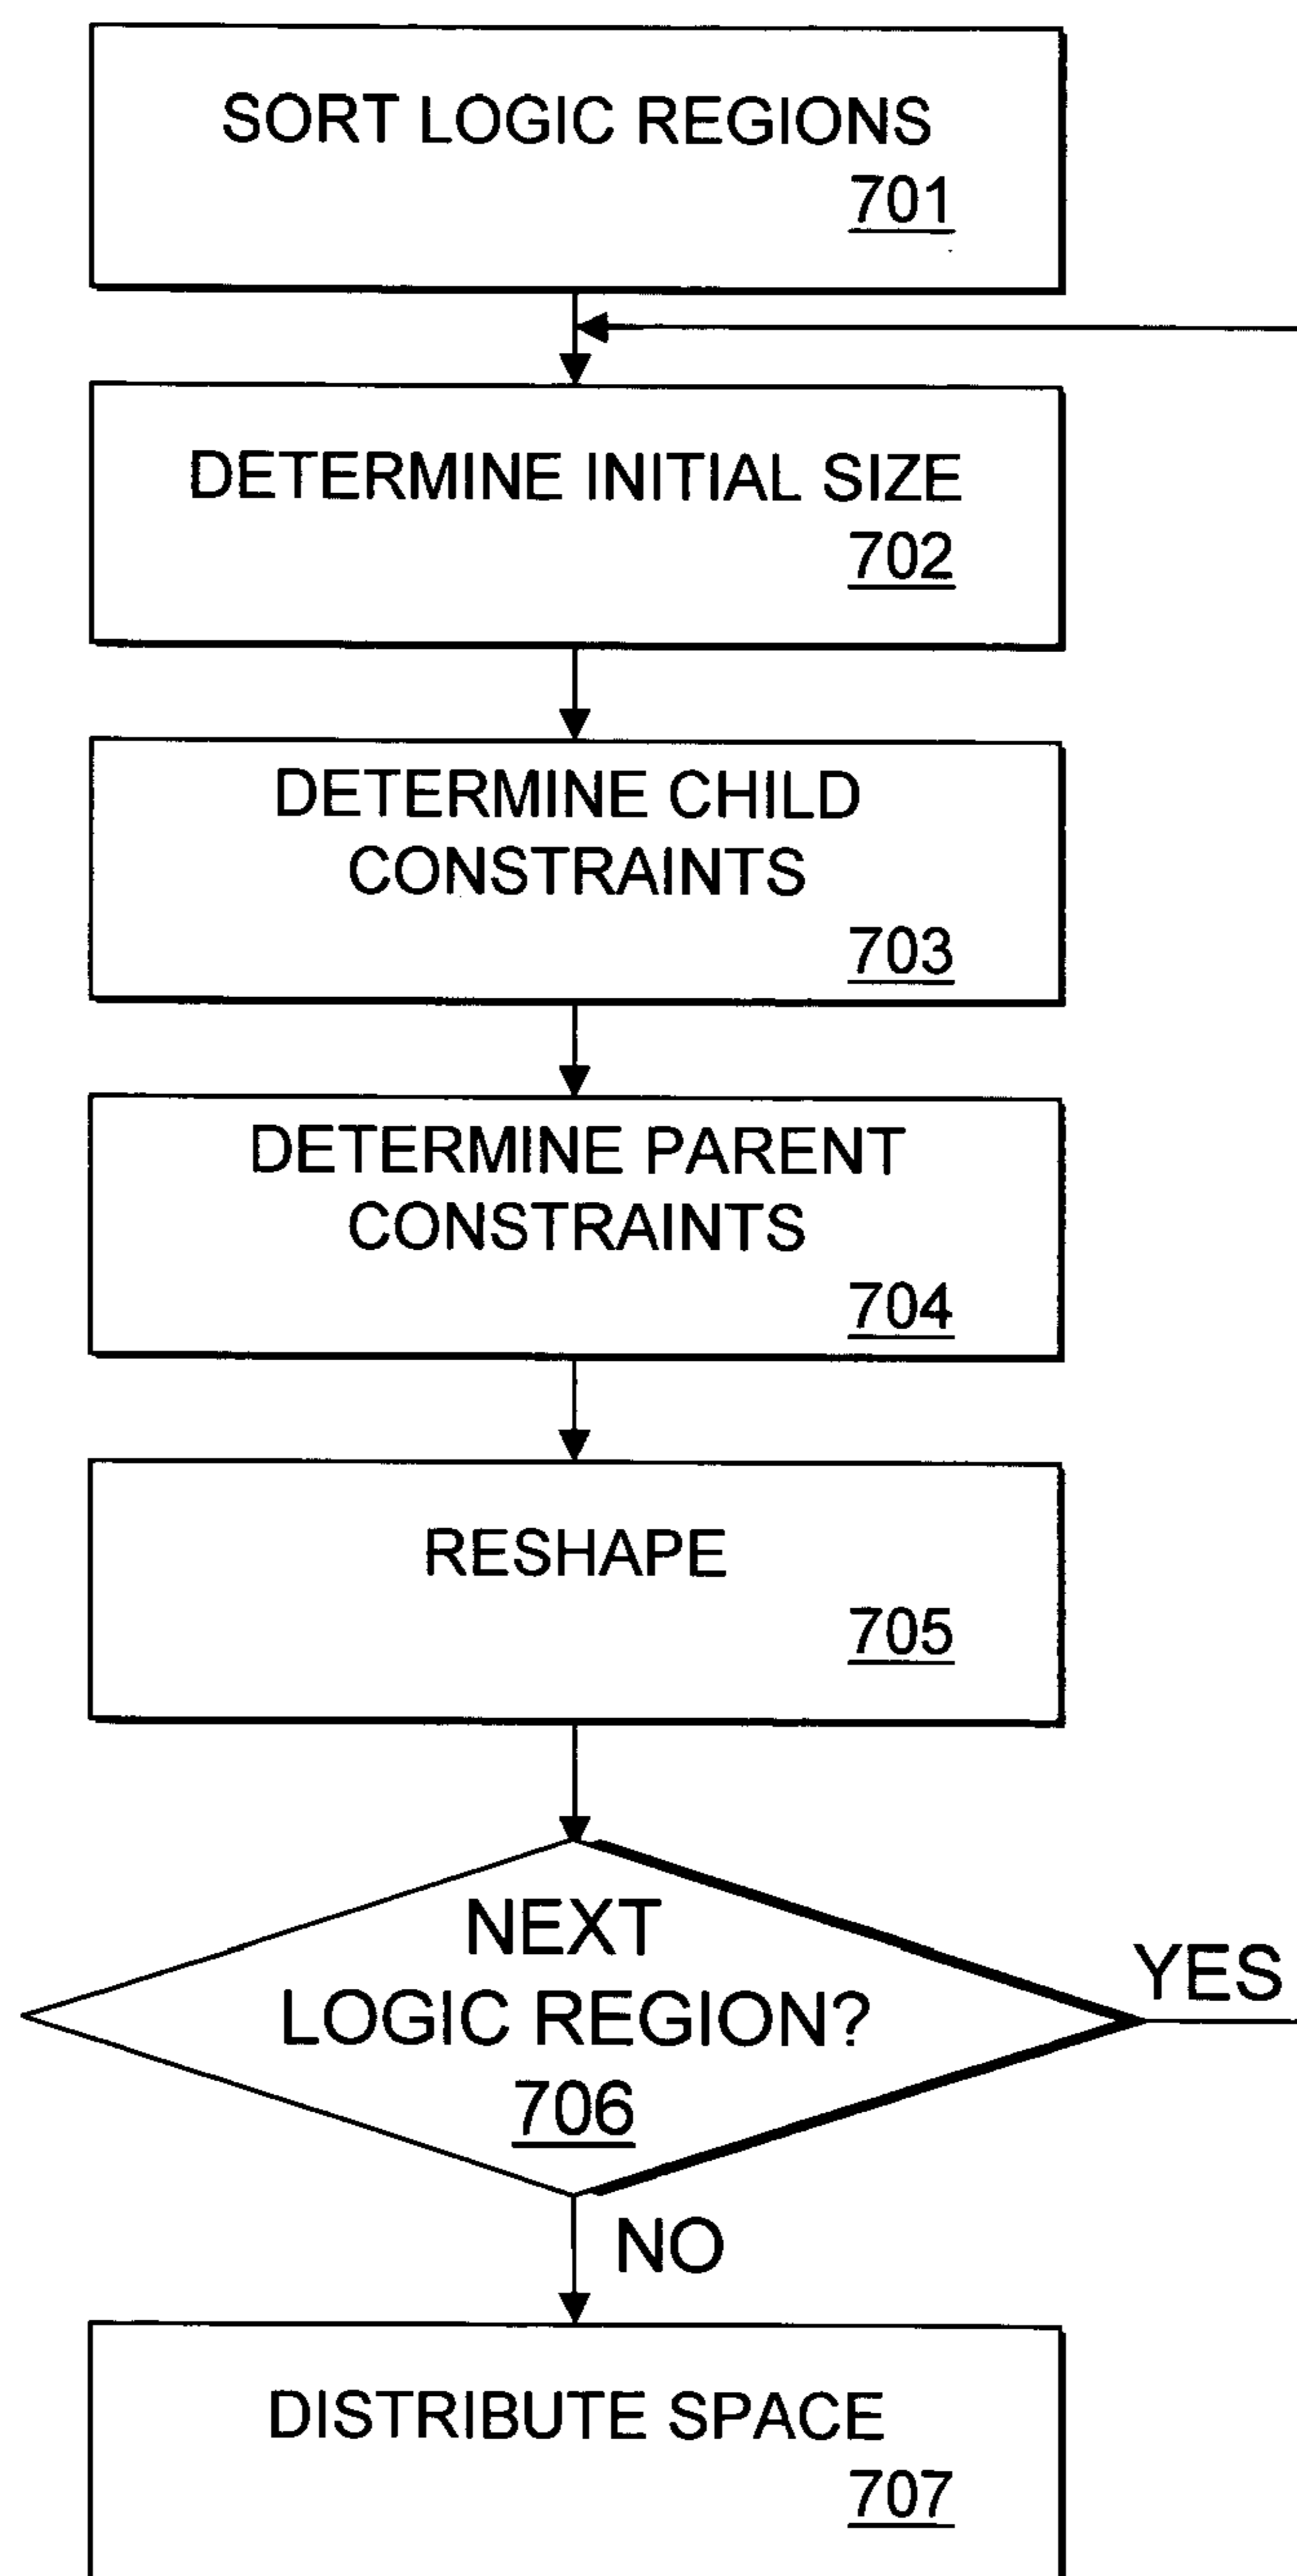 SORT LOGIC REGIONS
701
DETERMINE INITIAL SIZE
702
DETERMINE CHILD
CONSTRAINTS
703
DETERMINE PARENT
CONSTRAINTS
704
RESHAPE
705
NEXT
LOGIC REGION?
706
YES
NO
DISTRIBUTE SPACE
707